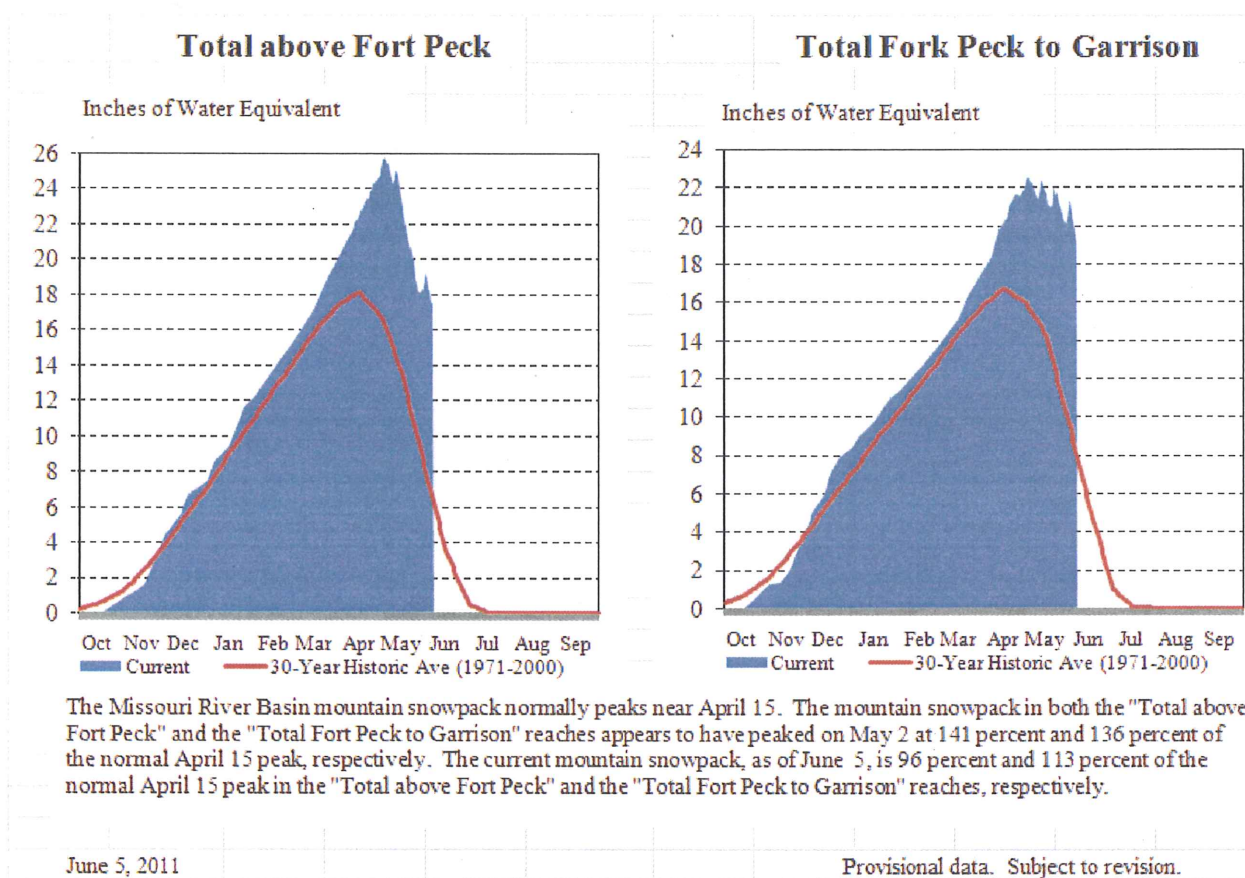 Total above Fort Peck
Inches of Water Equivalent
26
24
22
20
18
16
14
12
10
8
6
4
2
0
Oct Nov Dec Jan Feb Mar Apr May Jun Jul Aug Sep
Current 30-Year Historic Ave (1971-2000)
Total Fork Peck to Garrison
Inches of Water Equivalent
24
22
20
18
16
14
12
10
8
6
4
2
0
Oct Nov Dec Jan Feb Mar Apr May Jun Jul Aug Sep
Current 30-Year Historic Ave (1971-2000)
The Missouri River Basin mountain snowpack normally peaks near April 15. The mountain snowpack in both the "Total above
Fort Peck" and the "Total Fort Peck to Garrison" reaches appears to have peaked on May 2 at 141 percent and 136 percent of
the normal April 15 peak, respectively. The current mountain snowpack, as of June 5, is 96 percent and 113 percent of the
normal April 15 peak in the "Total above Fort Peck" and the "Total Fort Peck to Garrison" reaches, respectively.
June 5, 2011
Provisional data. Subject to revision.